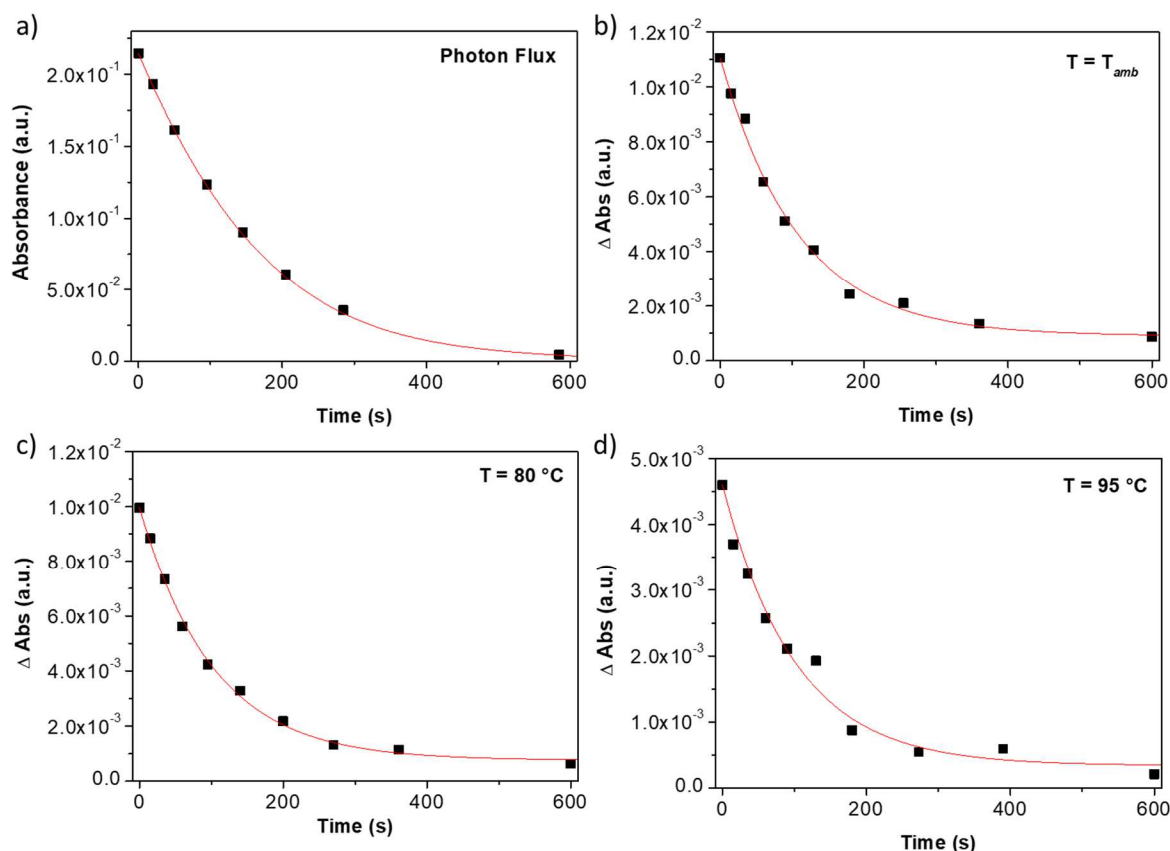 a)
Photon Flux
2.0x10⁻¹
1.5x10⁻¹
1.0x10⁻¹
5.0x10⁻²
0.0
Absorbance (a.u.)
0 200 400 600
Time (s)
b)
T = Tamb
1.2x10⁻²
1.0x10⁻²
8.0x10⁻³
6.0x10⁻³
4.0x10⁻³
2.0x10⁻³
0.0
Δ Abs (a.u.)
0 200 400 600
Time (s)
c)
T = 80 °C
1.2x10⁻²
1.0x10⁻²
8.0x10⁻³
6.0x10⁻³
4.0x10⁻³
2.0x10⁻³
0.0
Δ Abs (a.u.)
0 200 400 600
Time (s)
d)
T = 95 °C
5.0x10⁻³
4.0x10⁻³
3.0x10⁻³
2.0x10⁻³
1.0x10⁻³
0.0
Δ Abs (a.u.)
0 200 400 600
Time (s)